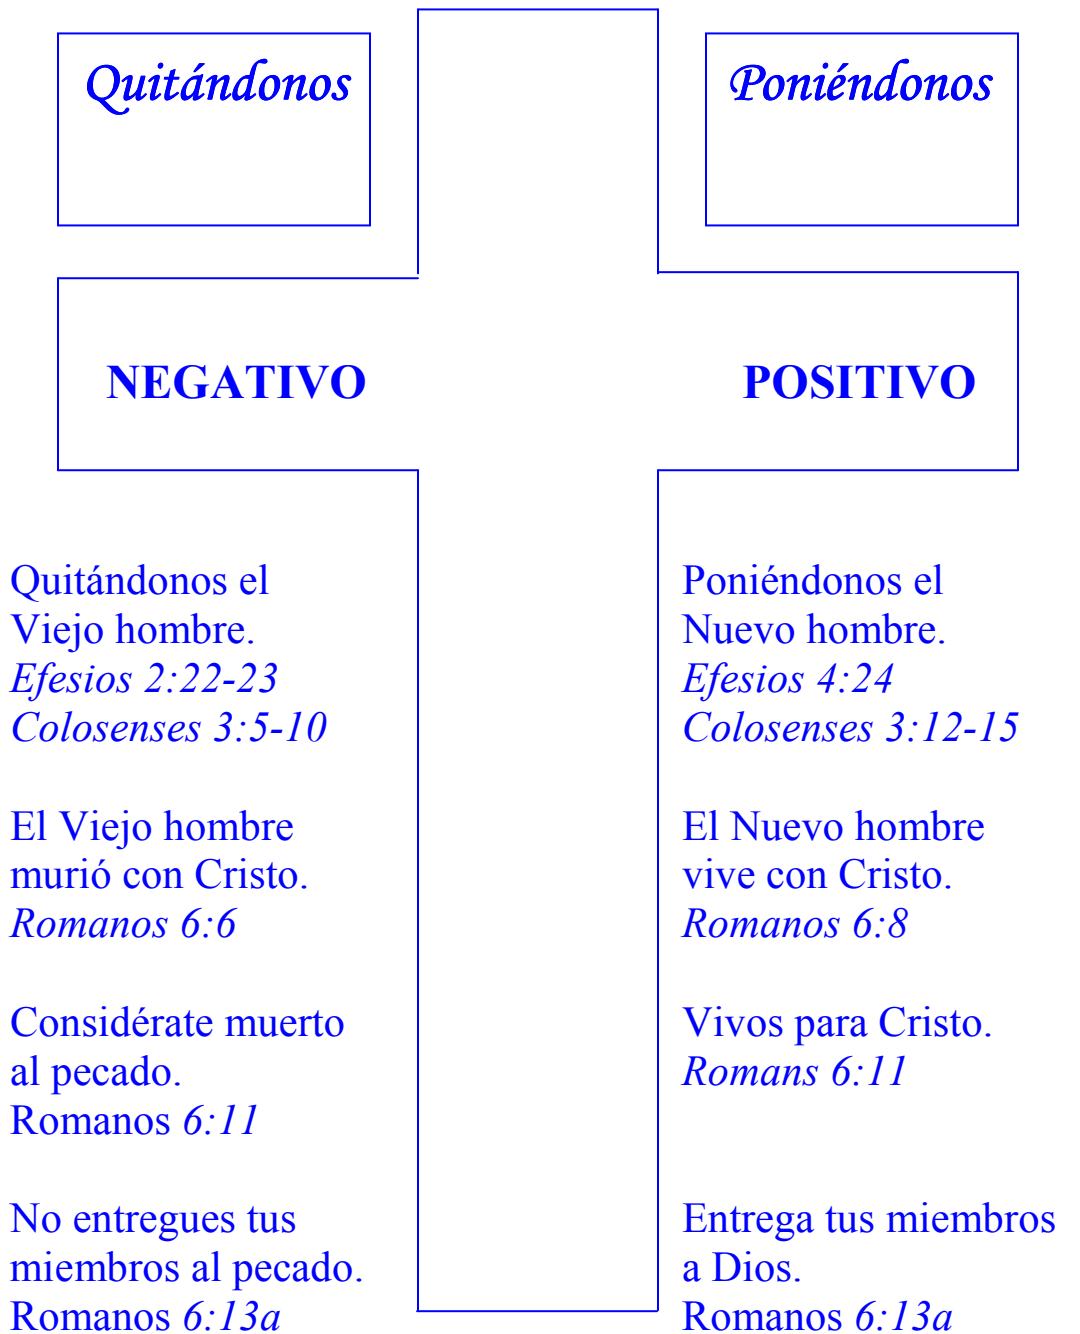 Quitándonos
Poniéndonos
NEGATIVO
POSITIVO
Quitándonos el
Viejo hombre.
Efesios 2:22-23
Colosenses 3:5-10
El Viejo hombre
murió con Cristo.
Romanos 6:6
Considérate muerto
al pecado.
Romanos 6:11
No entregues tus
miembros al pecado.
Romanos 6:13a
Poniéndonos el
Nuevo hombre.
Efesios 4:24
Colosenses 3:12-15
El Nuevo hombre
vive con Cristo.
Romanos 6:8
Vivos para Cristo.
Romans 6:11
Entrega tus miembros
a Dios.
Romanos 6:13a